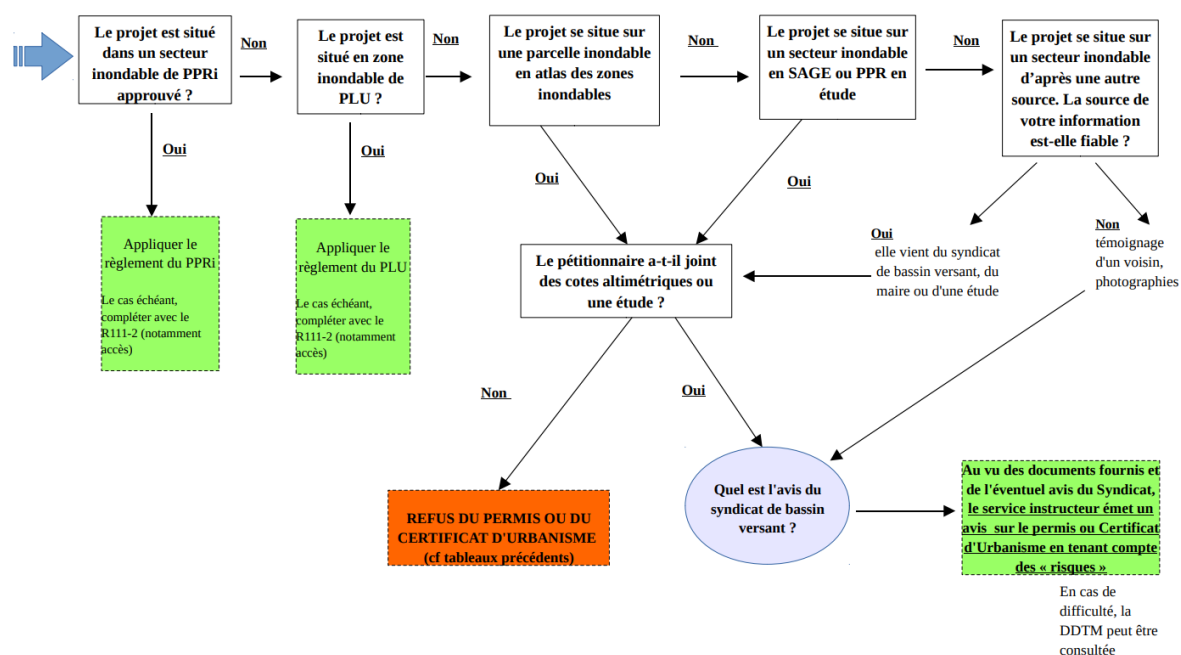 Le projet est situé
dans un secteur
inondable de PPRi
approuvé ?
Non
Le projet est
situé en zone
inondable de
PLU ?
Non
Le projet se situe sur
une parcelle inondable
en atlas des zones
inondables
Non
Le projet se situe sur
un secteur inondable
en SAGE ou PPR en
étude
Non
Le projet se situe sur
un secteur inondable
d’après une autre
source. La source de
votre information
est-elle fiable ?
Oui
Oui
Oui
Oui
Appliquer le
règlement du PPRi
Le cas échéant,
compléter avec le
R111-2 (notamment
accès)
Appliquer le
règlement du PLU
Le cas échéant,
compléter avec le
R111-2 (notamment
accès)
Le pétitionnaire a-t-il joint
des cotes altimétriques ou
une étude ?
Oui
elle vient du syndicat
de bassin versant, du
maire ou d'une étude
Non
témoignage
d'un voisin,
photographies
Non
Oui
REFUS DU PERMIS OU DU
CERTIFICAT D'URBANISME
(cf tableaux précédents)
Quel est l'avis du
syndicat de bassin
versant ?
Au vu des documents fournis et
de l'éventuel avis du Syndicat,
le service instructeur émet un
avis sur le permis ou Certificat
d'Urbanisme en tenant compte
des « risques »
En cas de
difficulté, la
DDTM peut être
consultée